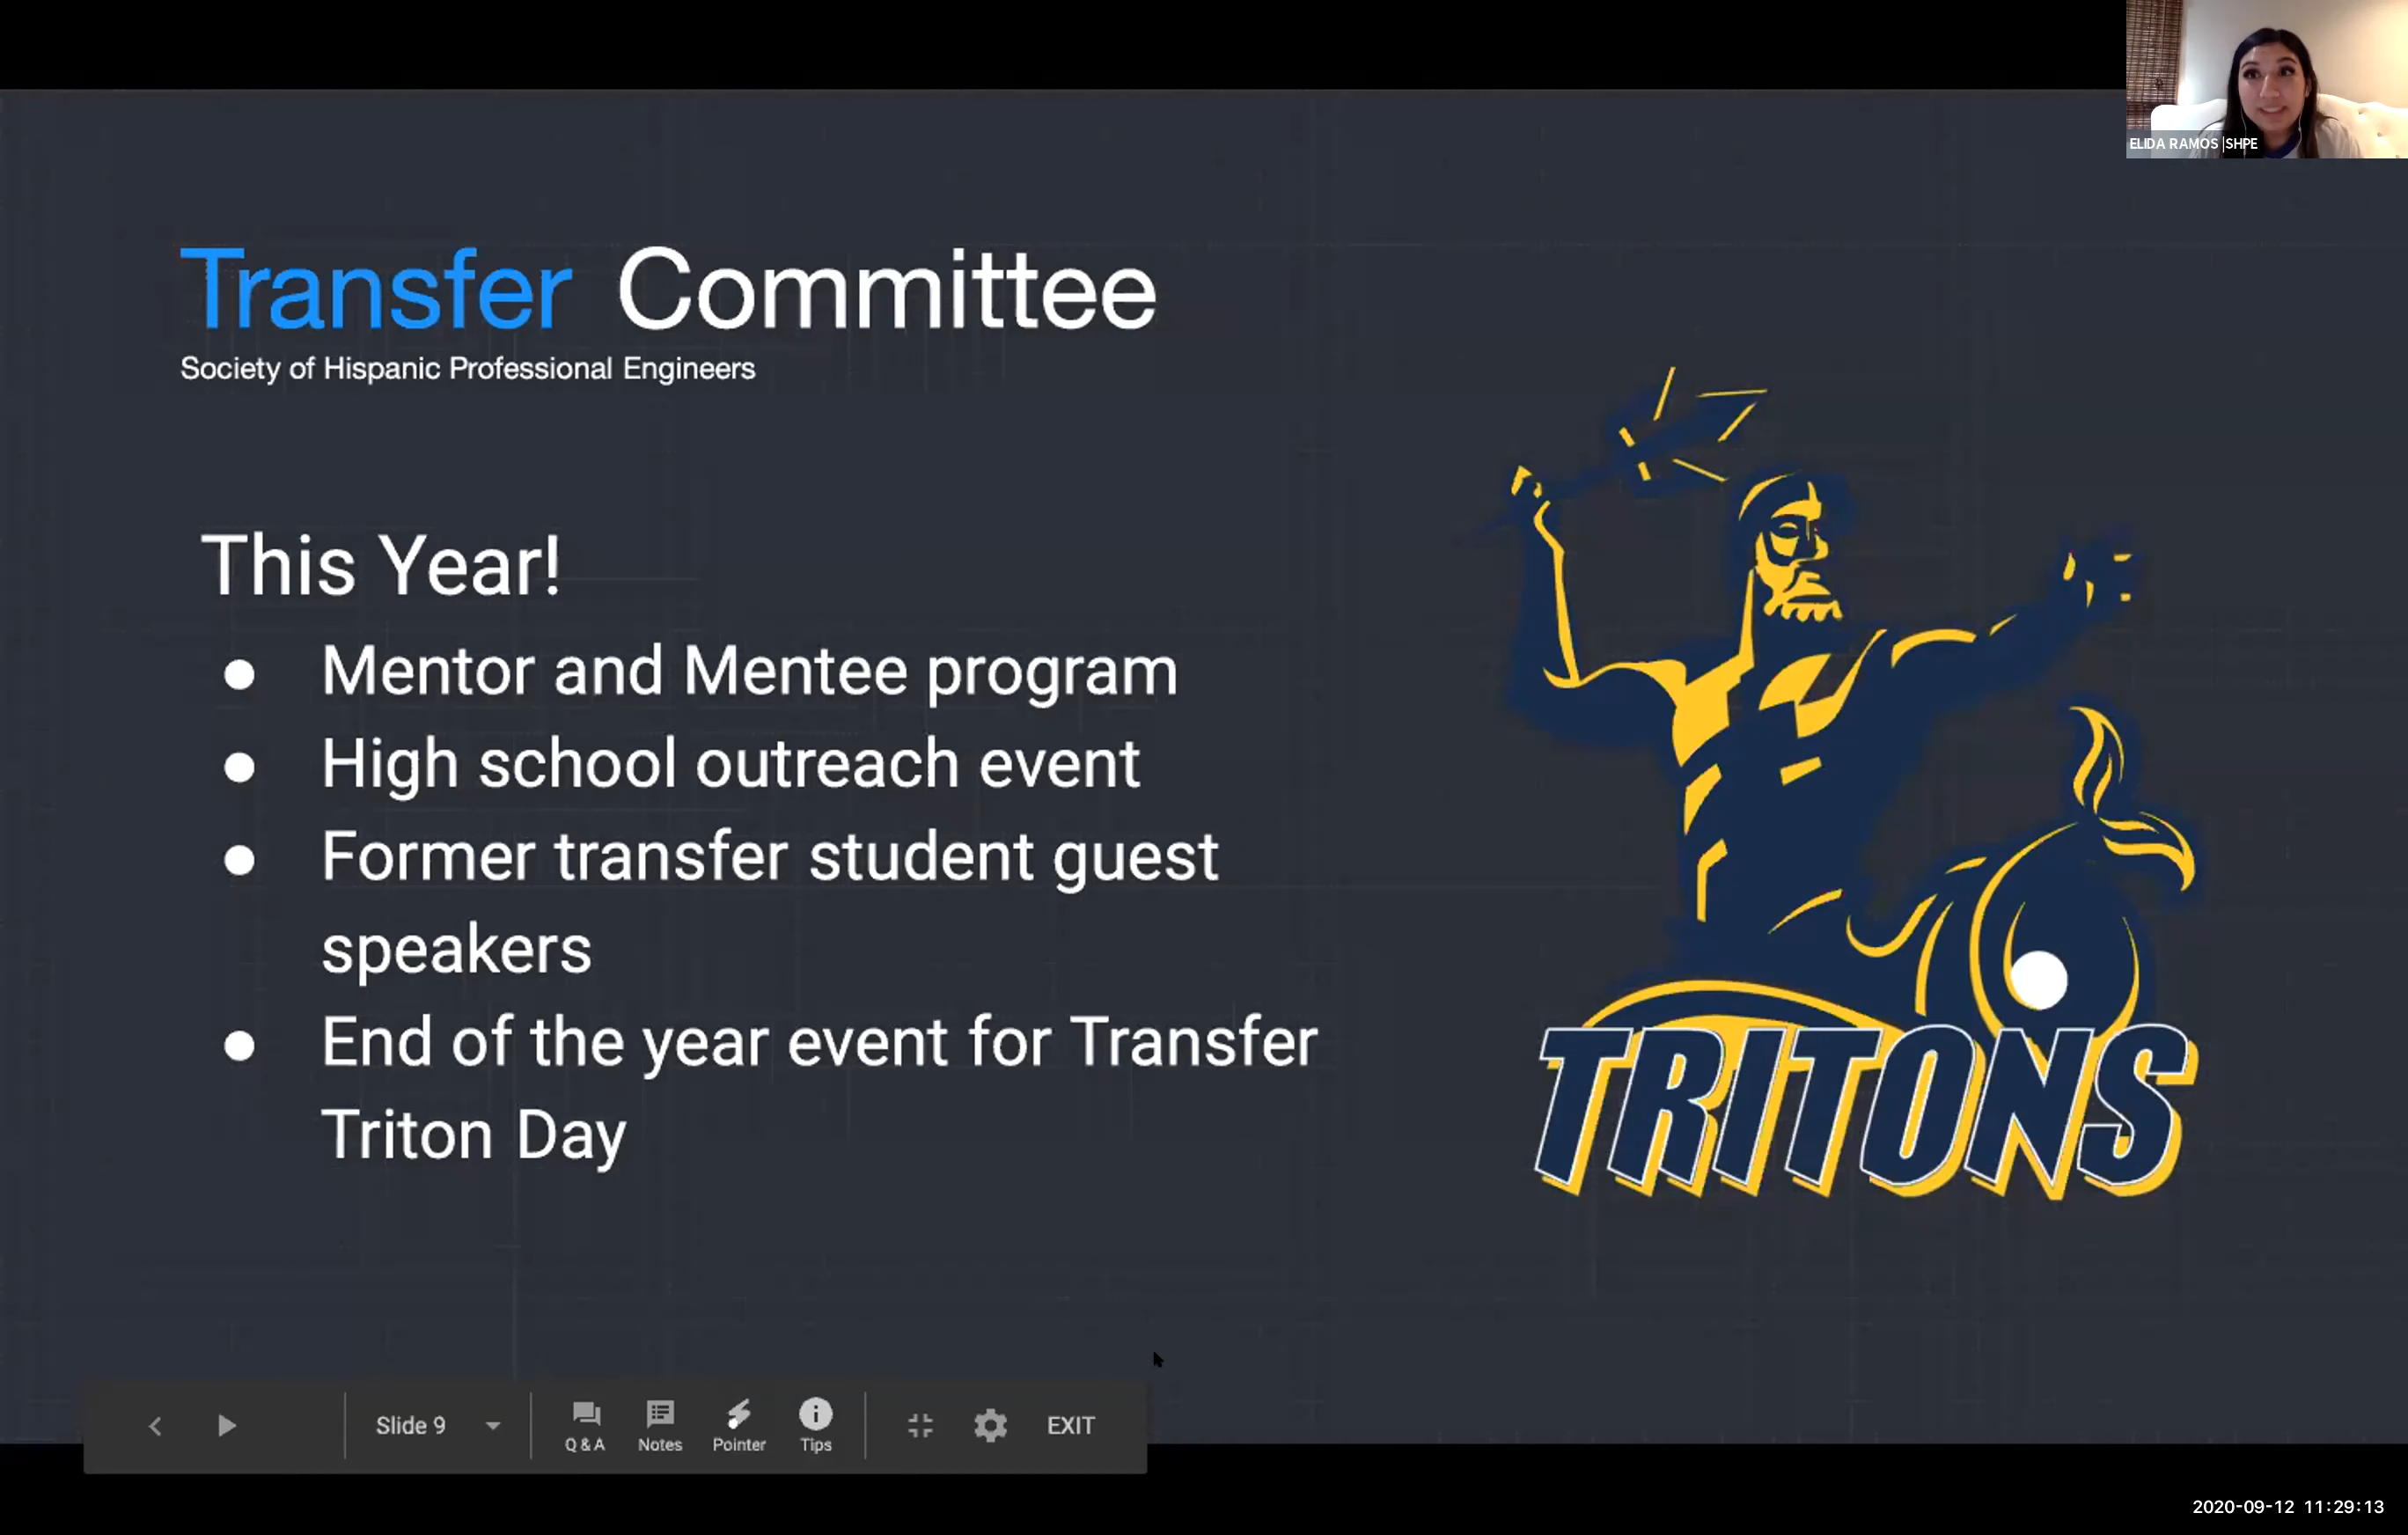 ELIDA RAMOS |SHPE
Transfer Committee
Society of Hispanic Professional Engineers
This Year!
● Mentor and Mentee program
● High school outreach event
● Former transfer student guest
speakers
● End of the year event for Transfer
Triton Day
TRITONS
Slide 9
Q & A
Notes
Pointer
Tips
EXIT
2020-09-12 11:29:13